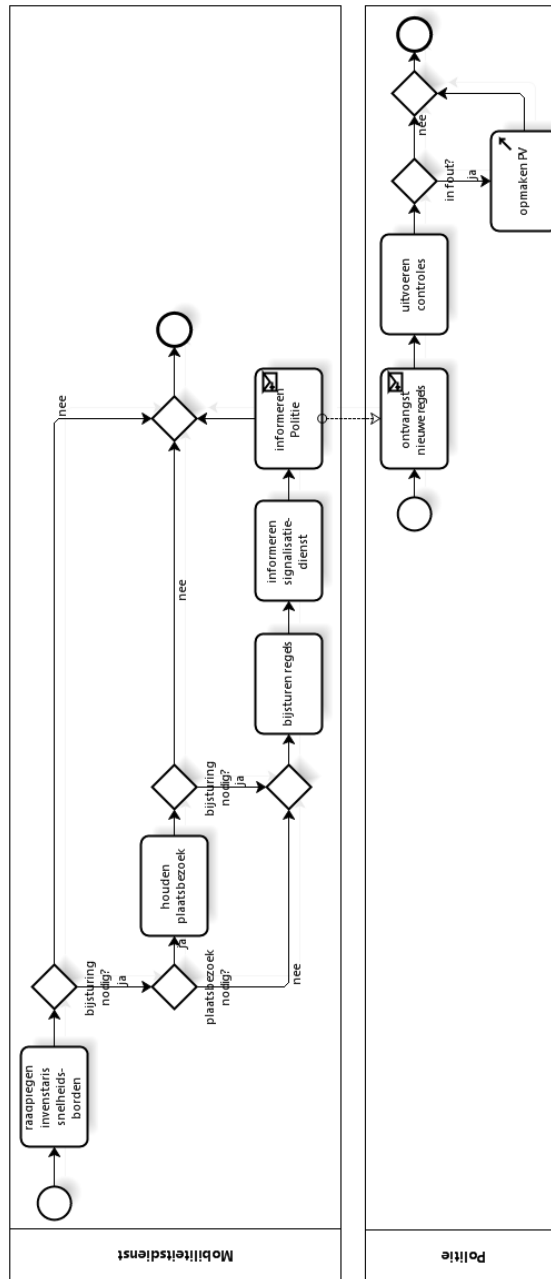 Mobiliteitsdienst
raadplegen
invenstaris
snelheids-
borden
bijsturing
nodig?
ja
nee
plaatsbezoek
nodig?
ja
nee
houden
plaatsbezoek
bijsturing
nodig?
ja
nee
bijsturen regels
informeren
signalisatie-
dienst
informeren
Politie
Politie
ontvangst
nieuwe regels
uitvoeren
controles
in fout?
ja
nee
opmaken PV